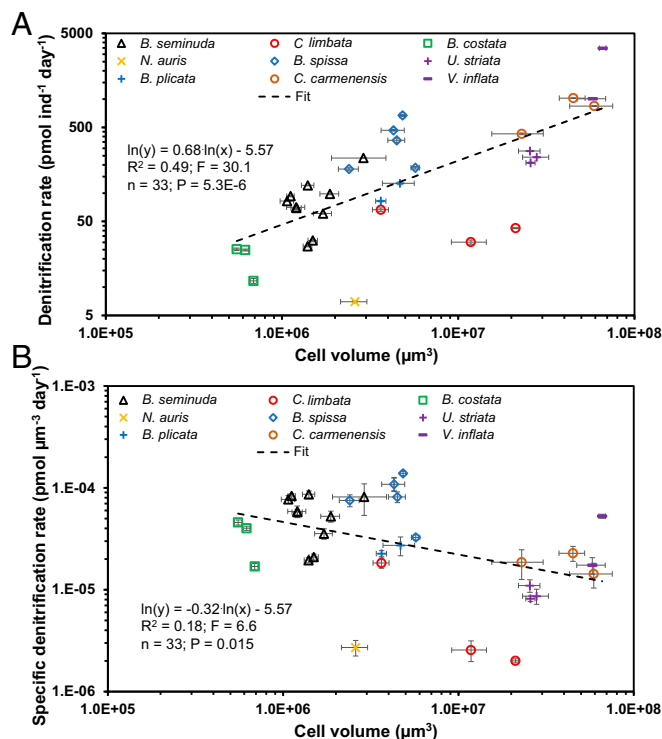 A
Denitrification rate (pmol ind⁻¹ day⁻¹)
5000
500
50
5
B. seminuda
C limbata
B. costata
N. auris
B. spissa
U. striata
B. plicata
C. carmenensis
V. inflata
Fit
ln(y) = 0.68·ln(x) - 5.57
R² = 0.49; F = 30.1
n = 33; P = 5.3E-6
1.0E+05
1.0E+06
1.0E+07
1.0E+08
Cell volume (µm³)
B
Specific denitrification rate (pmol µm⁻³ day⁻¹)
1.E-03
1.E-04
1.E-05
1.E-06
B. seminuda
C. limbata
B. costata
N. auris
B. spissa
U. striata
B. plicata
C. carmenensis
V. inflata
Fit
ln(y) = -0.32·ln(x) - 5.57
R² = 0.18; F = 6.6
n = 33; P = 0.015
1.0E+05
1.0E+06
1.0E+07
1.0E+08
Cell volume (µm³)